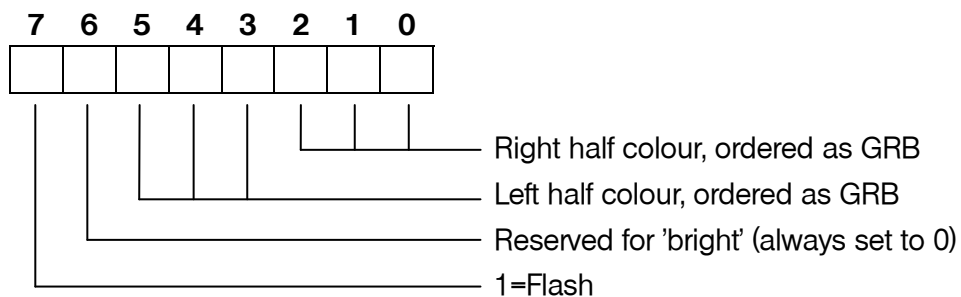 7 6 5 4 3 2 1 0
Right half colour, ordered as GRB
Left half colour, ordered as GRB
Reserved for ’bright’ (always set to 0)
1=Flash